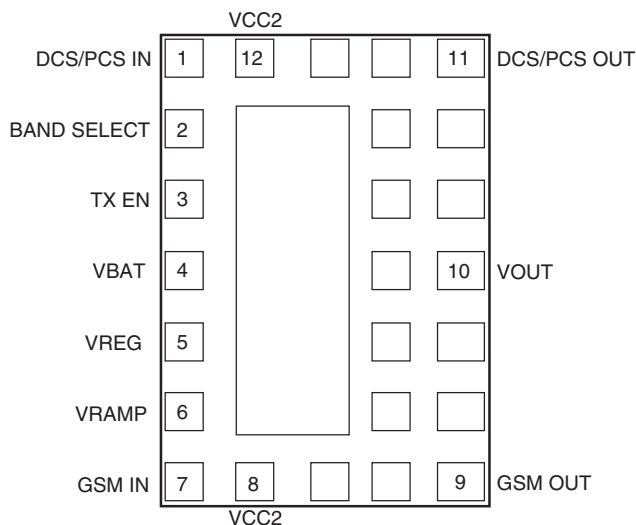 VCC2
DCS/PCS IN 1 12 11 DCS/PCS OUT
BAND SELECT 2
TX EN 3
VBAT 4 10 VOUT
VREG 5
VRAMP 6
GSM IN 7 8 9 GSM OUT
VCC2